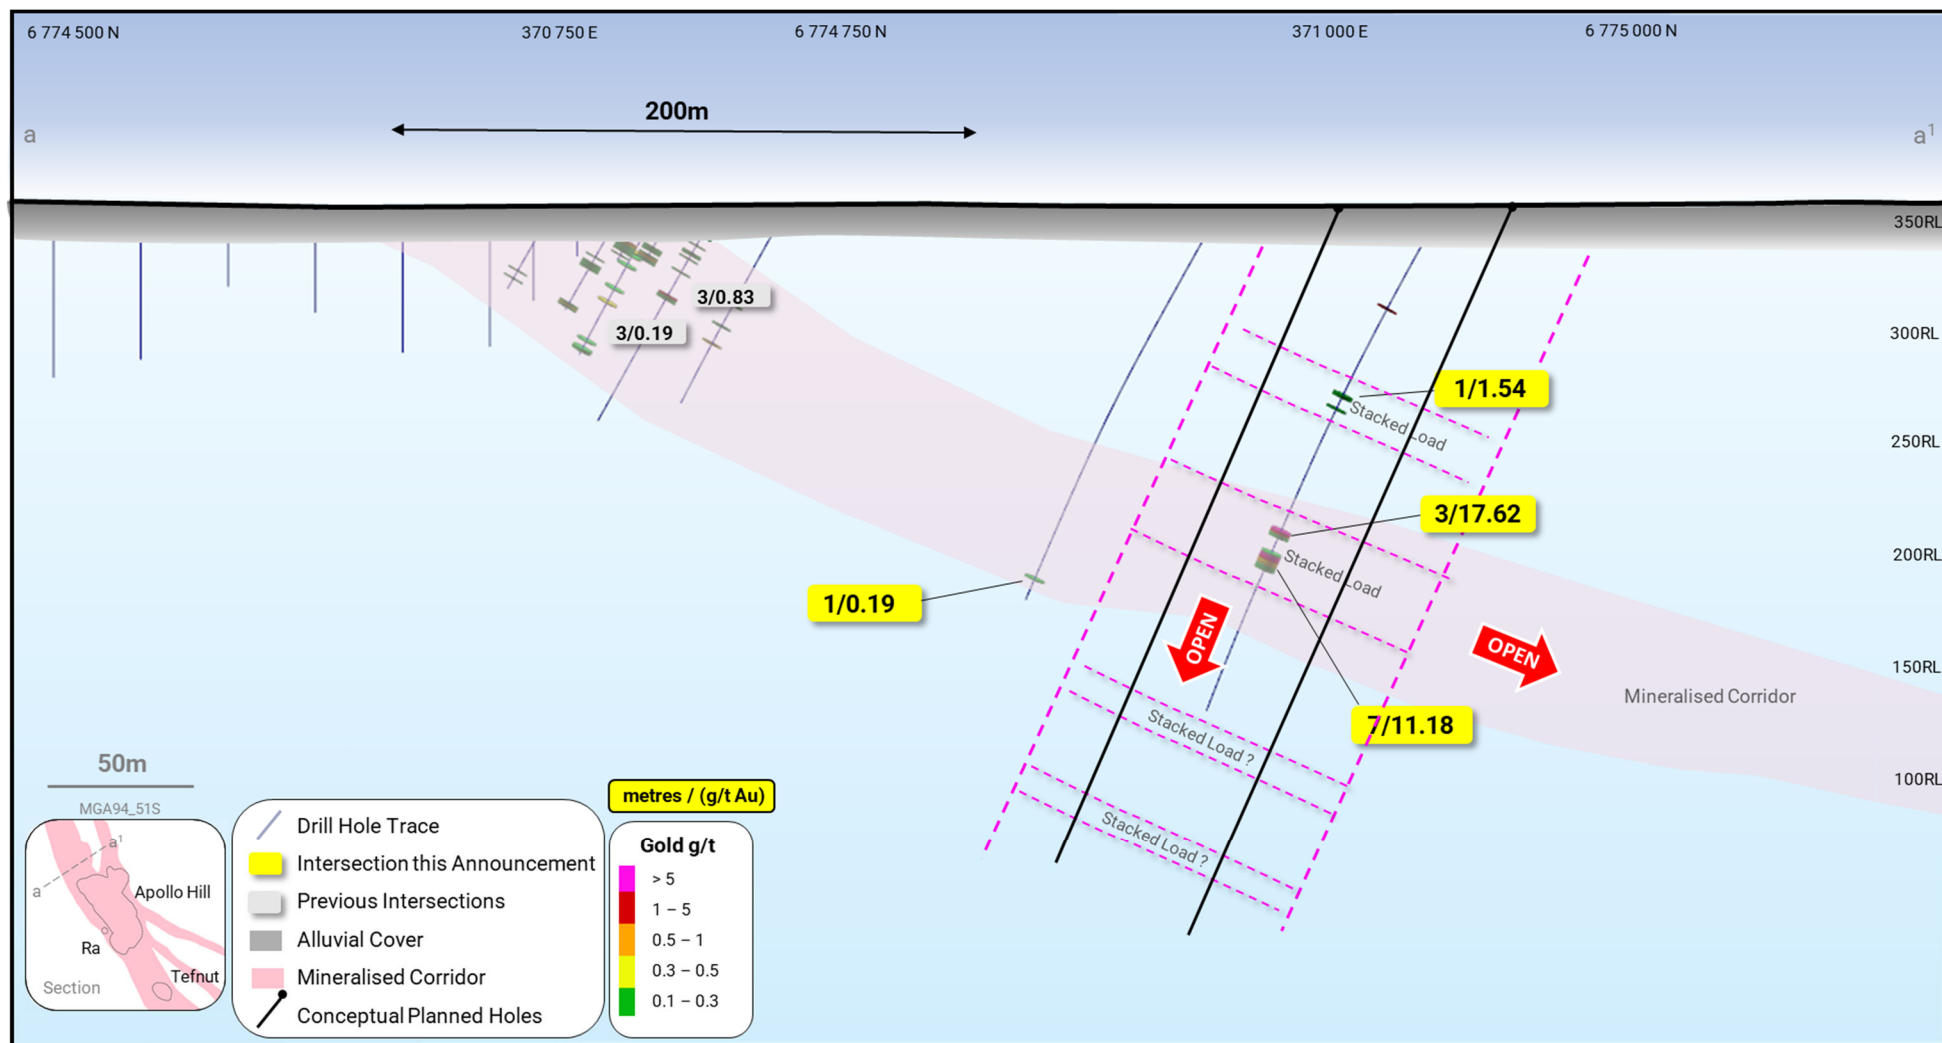 6 774 500 N
370 750 E
6 774 750 N
371 000 E
6 775 000 N
200m
a
a¹
350RL
300RL
250RL
200RL
150RL
100RL
3/0.83
3/0.19
1/1.54
Stacked Load
3/17.62
Stacked Load
1/0.19
OPEN
OPEN
Mineralised Corridor
7/11.18
Stacked Load ?
Stacked Load ?
50m
MGA94_51S
a¹
a
Apollo Hill
Ra
Tefnut
Section
Drill Hole Trace
Intersection this Announcement
Previous Intersections
Alluvial Cover
Mineralised Corridor
Conceptual Planned Holes
metres / (g/t Au)
Gold g/t
> 5
1 – 5
0.5 – 1
0.3 – 0.5
0.1 – 0.3